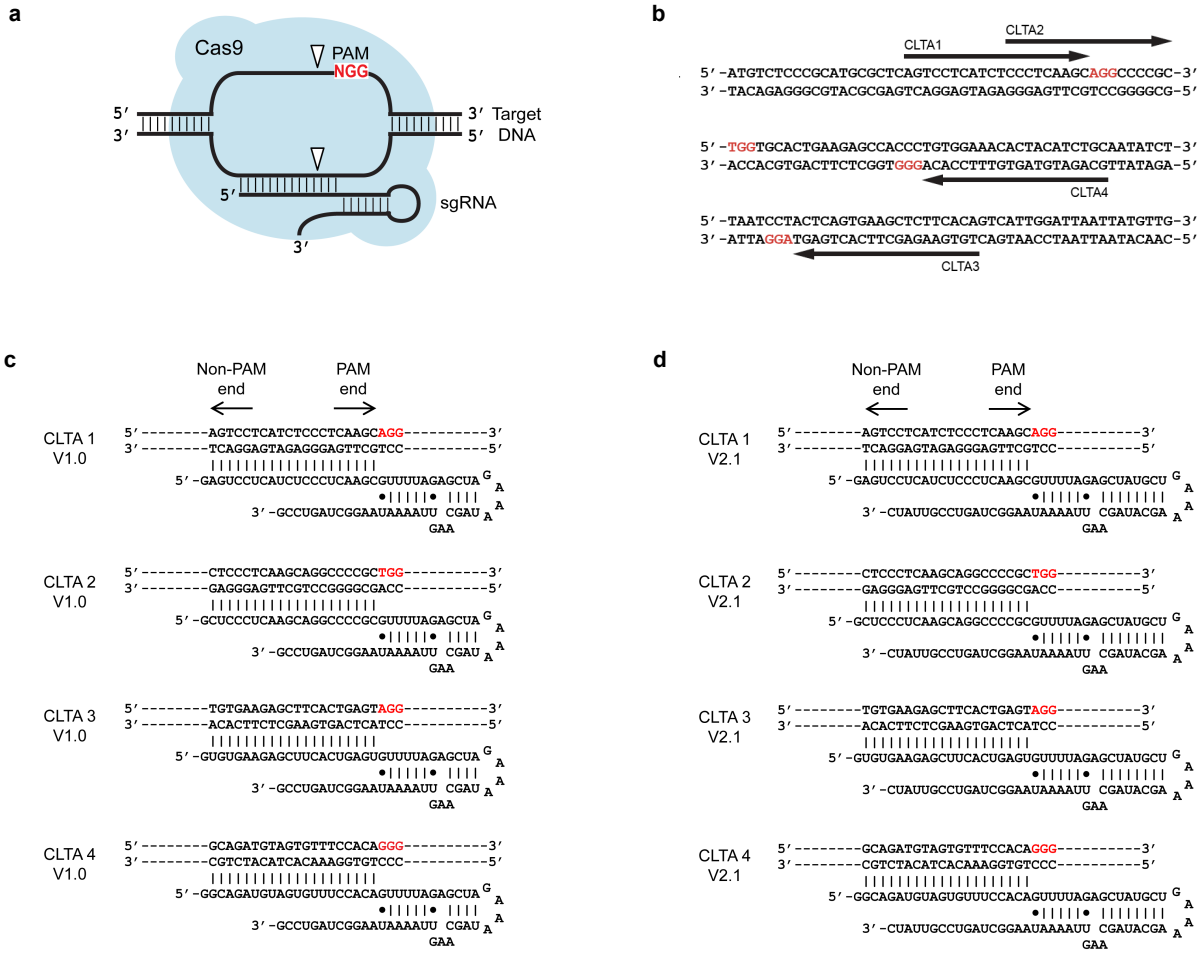 a
Cas9
PAM
NGG
5′ 3′ Target
3′ 5′ DNA
5′
sgRNA
3′
b
CLTA2
CLTA1
5′-ATGTCTCCCGCATGCGCTCAGTCCTCATCTCCCTCAAGCAGGCCCCGC-3′
3′-TACAGAGGGCGTACGCGAGTCAGGAGTAGAGGGAGTTCGTCCGGGGCG-5′
5′-TGGTGCACTGAAGAGCCACCCTGTGGAAACACTACATCTGCAATATCT-3′
3′-ACCACGTGACTTCTCGGTGGGACACCTTTGTGATGTAGACGTTATAGA-5′
CLTA4
5′-TAATCCTACTCAGTGAAGCTCTTCACAGTCATTGGATTAATTATGTTG-3′
3′-ATTAGGATGAGTCACTTCGAGAAGTGTCAGTAACCTAATTAATACAAC-5′
CLTA3
c
Non-PAM end
PAM end
CLTA 1 V1.0
5′--------AGTCCTCATCTCCCTCAAGCAGG----------3′
3′--------TCAGGAGTAGAGGGAGTTCGTCC----------5′
5′-GAGUCCUCAUCUCCCUCAAGCGUUUUAGAGCUA
G A A A
3′-GCCUGAUCGGAAUAAAAUU CGAU
GAA
CLTA 2 V1.0
5′--------CTCCCTCAAGCAGGCCCCGCTGG----------3′
3′--------GAGGGAGTTCGTCCGGGGCGACC----------5′
5′-GCUCCCUCAAGCAGGCCCCGCGUUUUAGAGCUA
G A A A
3′-GCCUGAUCGGAAUAAAAUU CGAU
GAA
CLTA 3 V1.0
5′--------TGTGAAGAGCTTCACTGAGTAGG----------3′
3′--------ACACTTCTCGAAGTGACTCATCC----------5′
5′-GUGUGAAGAGCUUCACUGAGUGUUUUAGAGCUA
G A A A
3′-GCCUGAUCGGAAUAAAAUU CGAU
GAA
CLTA 4 V1.0
5′--------GCAGATGTAGTGTTTCCACAGGG----------3′
3′--------CGTCTACATCACAAAGGTGTCCC----------5′
5′-GGCAGAUGUAGUGUUUCCACAGUUUUAGAGCUA
G A A A
3′-GCCUGAUCGGAAUAAAAUU CGAU
GAA
d
Non-PAM end
PAM end
CLTA 1 V2.1
5′--------AGTCCTCATCTCCCTCAAGCAGG----------3′
3′--------TCAGGAGTAGAGGGAGTTCGTCC----------5′
5′-GAGUCCUCAUCUCCCUCAAGCGUUUUAGAGCUAUGCU
G A A A
3′-CUAUUGCCUGAUCGGAAUAAAAUU CGAUACGA
GAA
CLTA 2 V2.1
5′--------CTCCCTCAAGCAGGCCCCGCTGG----------3′
3′--------GAGGGAGTTCGTCCGGGGCGACC----------5′
5′-GCUCCCUCAAGCAGGCCCCGCGUUUUAGAGCUAUGCU
G A A A
3′-CUAUUGCCUGAUCGGAAUAAAAUU CGAUACGA
GAA
CLTA 3 V2.1
5′--------TGTGAAGAGCTTCACTGAGTAGG----------3′
3′--------ACACTTCTCGAAGTGACTCATCC----------5′
5′-GUGUGAAGAGCUUCACUGAGUGUUUUAGAGCUAUGCU
G A A A
3′-CUAUUGCCUGAUCGGAAUAAAAUU CGAUACGA
GAA
CLTA 4 V2.1
5′--------GCAGATGTAGTGTTTCCACAGGG----------3′
3′--------CGTCTACATCACAAAGGTGTCCC----------5′
5′-GGCAGAUGUAGUGUUUCCACAGUUUUAGAGCUAUGCU
G A A A
3′-CUAUUGCCUGAUCGGAAUAAAAUU CGAUACGA
GAA